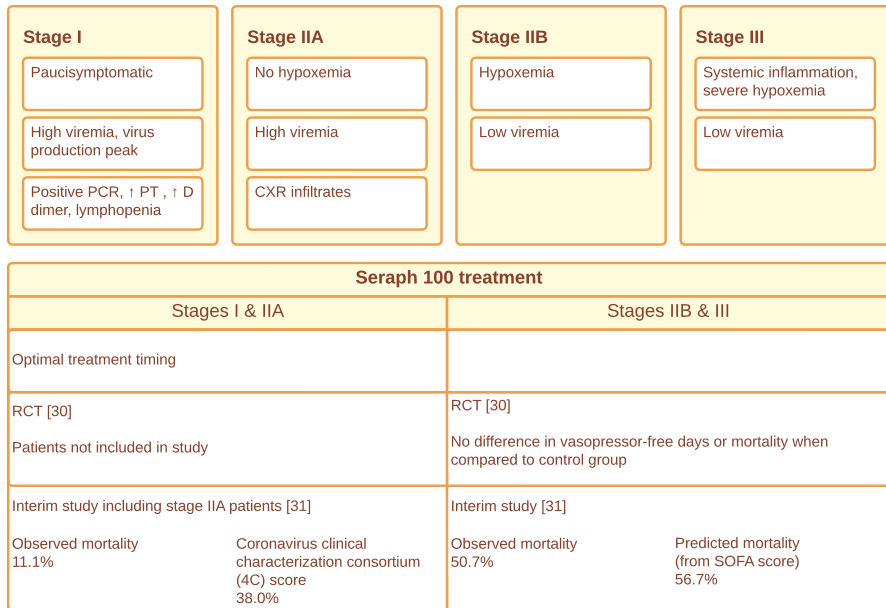 Stage I
Paucisymptomatic
High viremia, virus
production peak
Positive PCR, ↑ PT , ↑ D
dimer, lymphopenia
Stage IIA
No hypoxemia
High viremia
CXR infiltrates
Stage IIB
Hypoxemia
Low viremia
Stage III
Systemic inflammation,
severe hypoxemia
Low viremia
Seraph 100 treatment
Stages I & IIA
Stages IIB & III
Optimal treatment timing
RCT [30]
Patients not included in study
RCT [30]
No difference in vasopressor-free days or mortality when
compared to control group
Interim study including stage IIA patients [31]
Observed mortality
11.1%
Coronavirus clinical
characterization consortium
(4C) score
38.0%
Interim study [31]
Observed mortality
50.7%
Predicted mortality
(from SOFA score)
56.7%